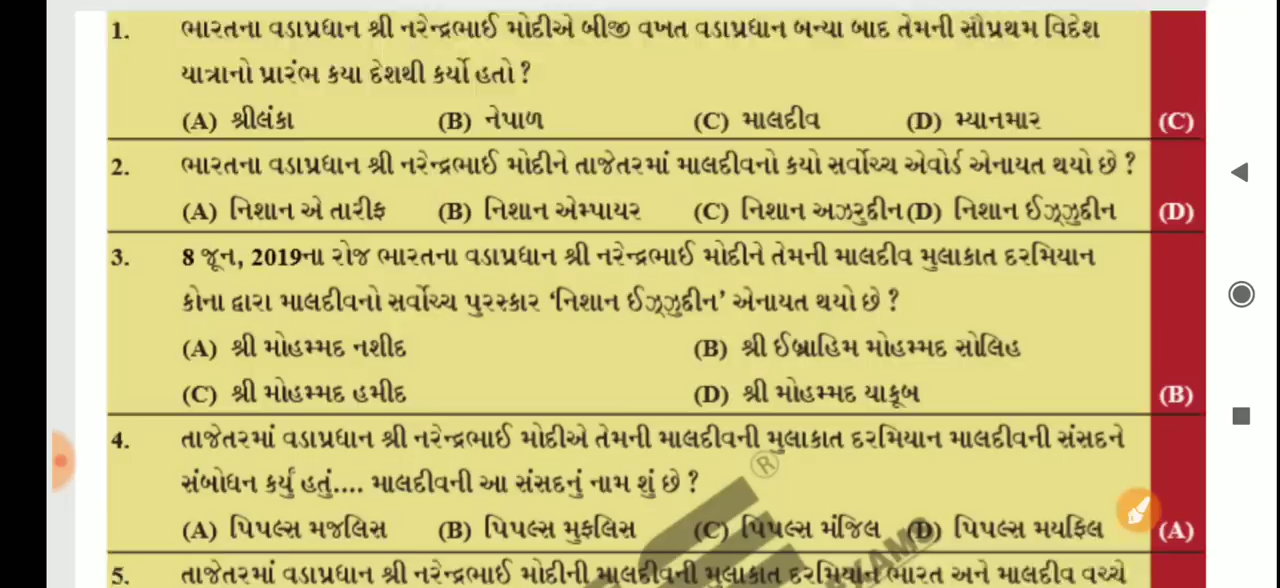 1. ભારતના વડાપ્રધાન શ્રી નરેન્દ્રભાઈ મોદીએ બીજી વખત વડાપ્રધાન બન્યા બાદ તેમની સૌપ્રથમ વિદેશ
યાત્રાનો પ્રારંભ કયા દેશથી કર્યો હતો ?
(A) શ્રીલંકા (B) નેપાળ (C) માલદીવ (D) મ્યાનમાર (C)
2. ભારતના વડાપ્રધાન શ્રી નરેન્દ્રભાઈ મોદીને તાજેતરમાં માલદીવનો કયો સર્વોચ્ચ એવોર્ડ એનાયત થયો છે ?
(A) નિશાન એ તારીફ (B) નિશાન એમ્પાયર (C) નિશાન અઝરુદ્દીન (D) નિશાન ઈઝ્ઝુદ્દીન (D)
3. 8 જૂન, 2019ના રોજ ભારતના વડાપ્રધાન શ્રી નરેન્દ્રભાઈ મોદીને તેમની માલદીવ મુલાકાત દરમિયાન
કોના દ્વારા માલદીવનો સર્વોચ્ચ પુરસ્કાર ‘નિશાન ઈઝ્ઝુદ્દીન’ એનાયત થયો છે ?
(A) શ્રી મોહમ્મદ નશીદ (B) શ્રી ઈબ્રાહિમ મોહમ્મદ સોલિહ
(C) શ્રી મોહમ્મદ હમીદ (D) શ્રી મોહમ્મદ યાકૂબ (B)
4. તાજેતરમાં વડાપ્રધાન શ્રી નરેન્દ્રભાઈ મોદીએ તેમની માલદીવની મુલાકાત દરમિયાન માલદીવની સંસદને
સંબોધન કર્યું હતું.... માલદીવની આ સંસદનું નામ શું છે ?
(A) પિપલ્સ મજલિસ (B) પિપલ્સ મુફલિસ (C) પિપલ્સ મંજિલ (D) પિપલ્સ મયફિલ (A)
5. તાજેતરમાં વડાપ્રધાન શ્રી નરેન્દ્રભાઈ મોદીની માલદીવની મુલાકાત દરમિયાન ભારત અને માલદીવ વચ્ચે